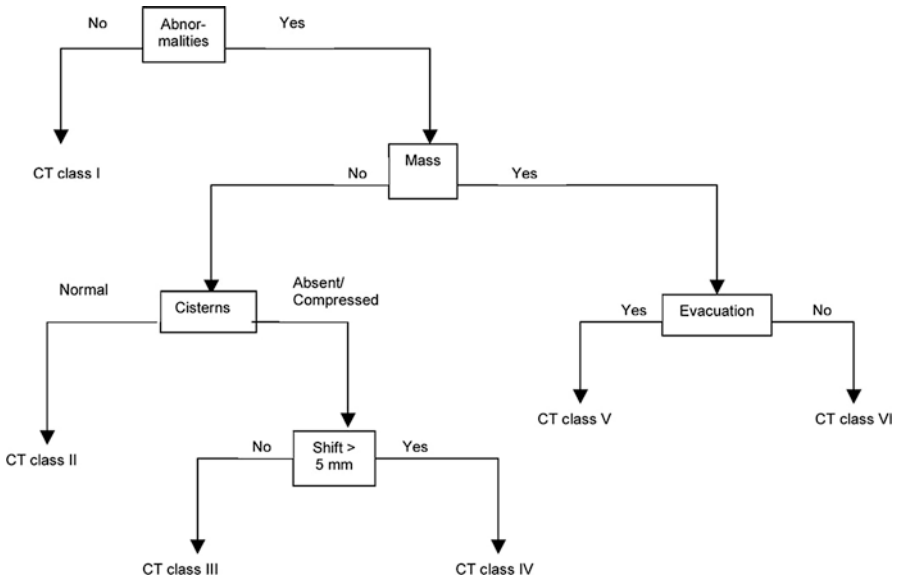 No
Abnor-
malities
Yes
CT class I
Mass
No
Yes
Normal
Cisterns
Absent/
Compressed
Yes
Evacuation
No
CT class V
CT class VI
No
Shift >
5 mm
Yes
CT class II
CT class III
CT class IV